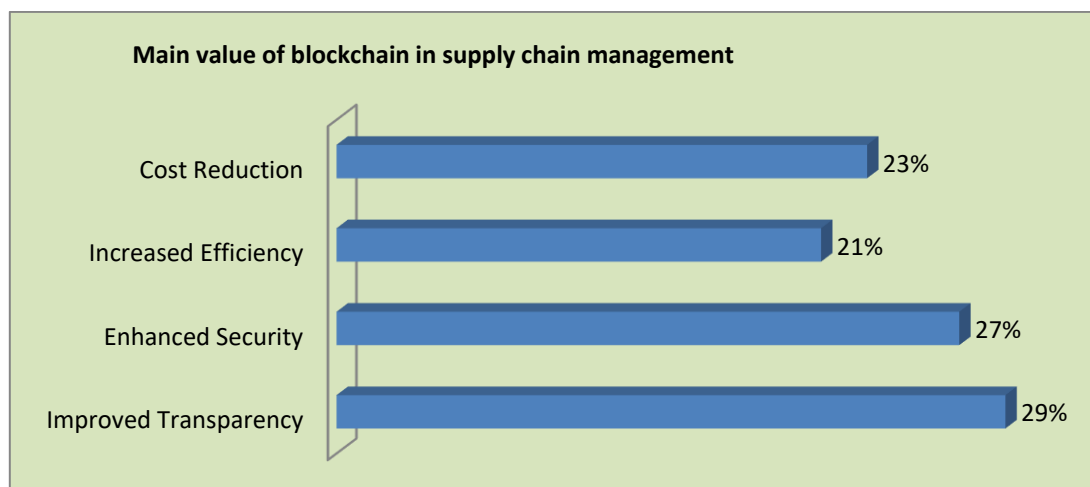 Main value of blockchain in supply chain management
Cost Reduction
23%
Increased Efficiency
21%
Enhanced Security
27%
Improved Transparency
29%